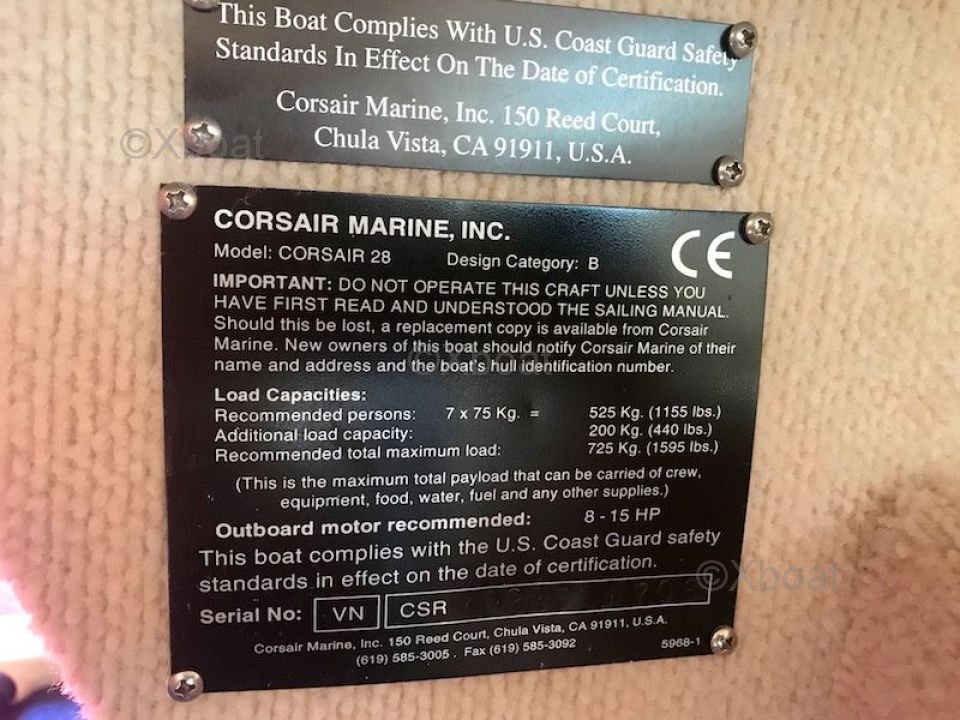 This Boat Complies With U.S. Coast Guard Safety
Standards In Effect On The Date of Certification.
Corsair Marine, Inc. 150 Reed Court,
Chula Vista, CA 91911, U.S.A.
©Xboat
CORSAIR MARINE, INC.
Model: CORSAIR 28 Design Category: B CE
IMPORTANT: DO NOT OPERATE THIS CRAFT UNLESS YOU
HAVE FIRST READ AND UNDERSTOOD THE SAILING MANUAL.
Should this be lost, a replacement copy is available from Corsair
Marine. New owners of this boat should notify Corsair Marine of their
©Xboat
name and address and the boat's hull identification number.
Load Capacities:
Recommended persons: 7 x 75 Kg. = 525 Kg. (1155 lbs.)
Additional load capacity: 200 Kg. (440 lbs.)
Recommended total maximum load: 725 Kg. (1595 lbs.)
(This is the maximum total payload that can be carried of crew,
equipment, food, water, fuel and any other supplies.)
Outboard motor recommended: 8 - 15 HP
This boat complies with the U.S. Coast Guard safety
standards in effect on the date of certification.
©Xboat
Serial No: VN CSR
Corsair Marine, Inc. 150 Reed Court, Chula Vista, CA 91911, U.S.A.
(619) 585-3005 . Fax (619) 585-3092 5968-1